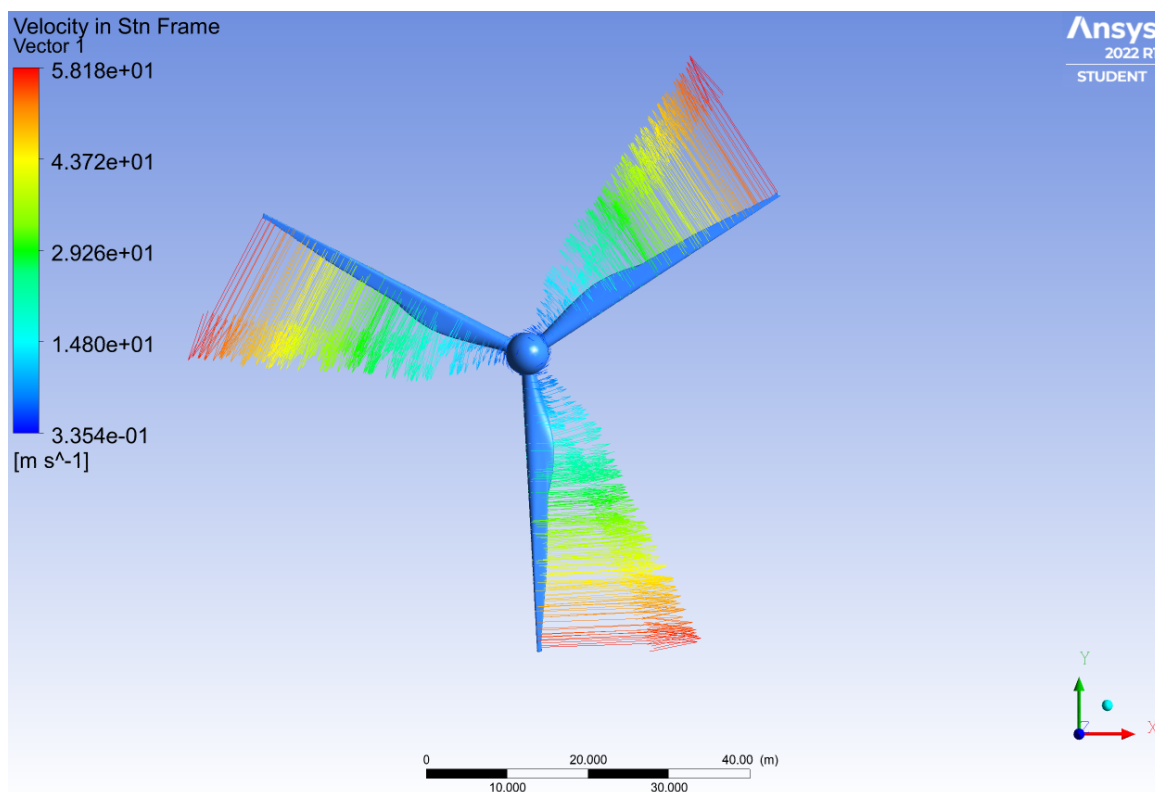 Velocity in Stn Frame
Vector 1
5.818e+01
4.372e+01
2.926e+01
1.480e+01
3.354e-01
[m s^-1]
Ansys
2022 R1
STUDENT
Y
Z
X
0 20.000 40.00 (m)
10.000 30.000